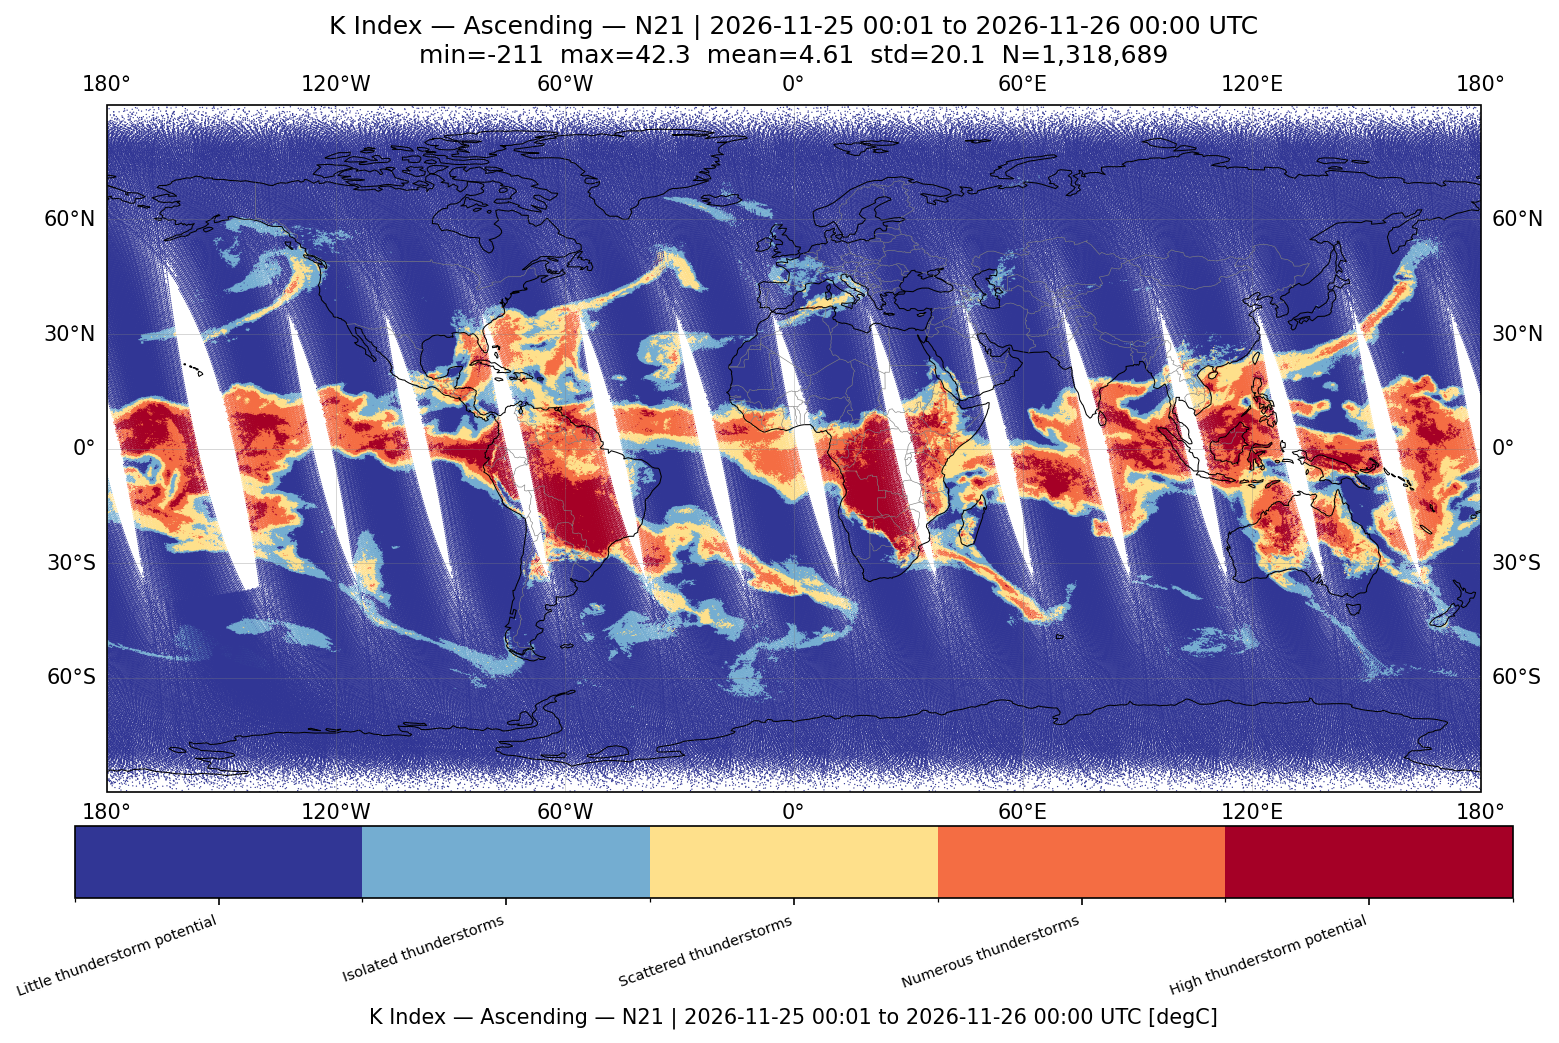 K Index — Ascending — N21 | 2026-11-25 00:01 to 2026-11-26 00:00 UTC
min=-211 max=42.3 mean=4.61 std=20.1 N=1,318,689
180° 120°W 60°W 0° 60°E 120°E 180°
60°N 60°N
30°N 30°N
0° 0°
30°S 30°S
60°S 60°S
180° 120°W 60°W 0° 60°E 120°E 180°
Little thunderstorm potential
Isolated thunderstorms
Scattered thunderstorms
Numerous thunderstorms
High thunderstorm potential
K Index — Ascending — N21 | 2026-11-25 00:01 to 2026-11-26 00:00 UTC [degC]